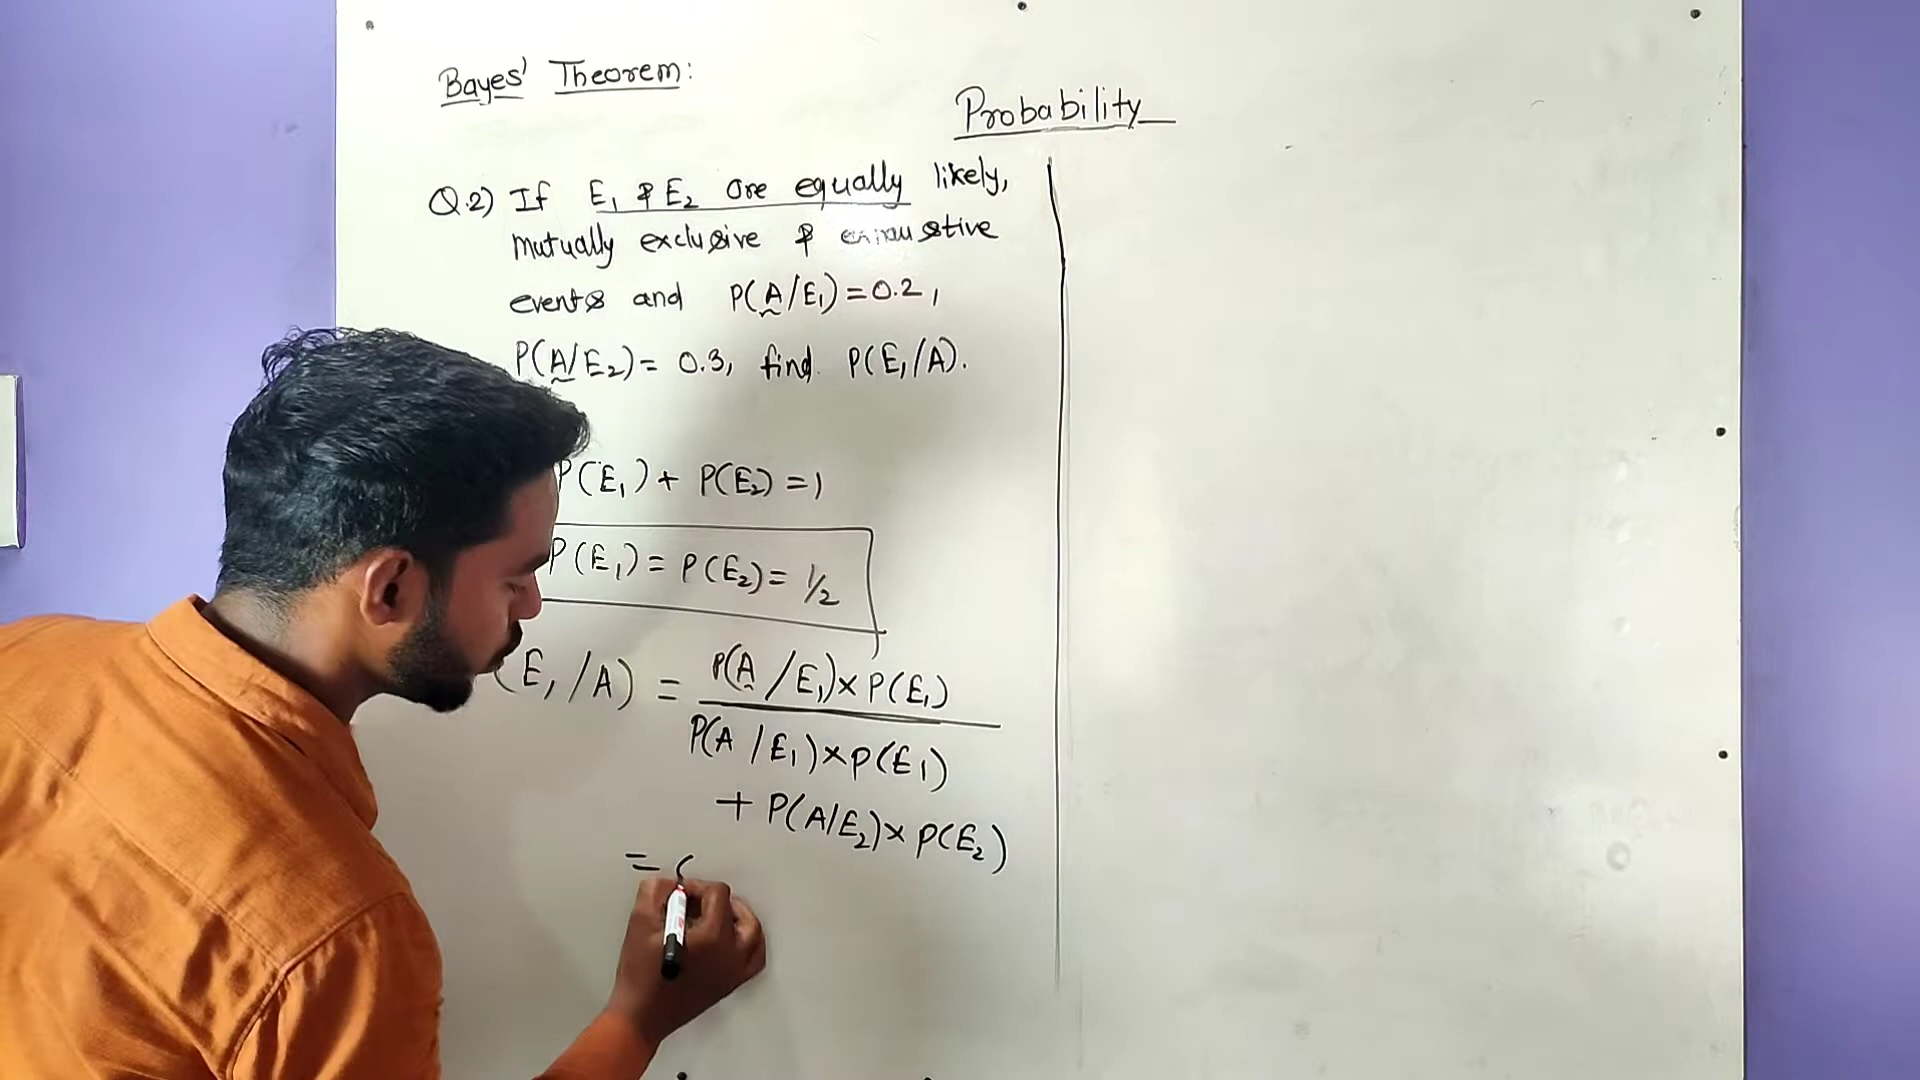 Bayes' Theorem:
Probability
Q.2) If E₁ & E₂ are equally likely,
mutually exclusive & exhaustive
events and P(A/E₁) = 0.2,
P(A/E₂) = 0.3, find P(E₁/A).
P(E₁) + P(E₂) = 1
P(E₁) = P(E₂) = 1/2
(E₁/A) = P(A/E₁) × P(E₁)
P(A/E₁) × P(E₁)
+ P(A/E₂) × P(E₂)
=